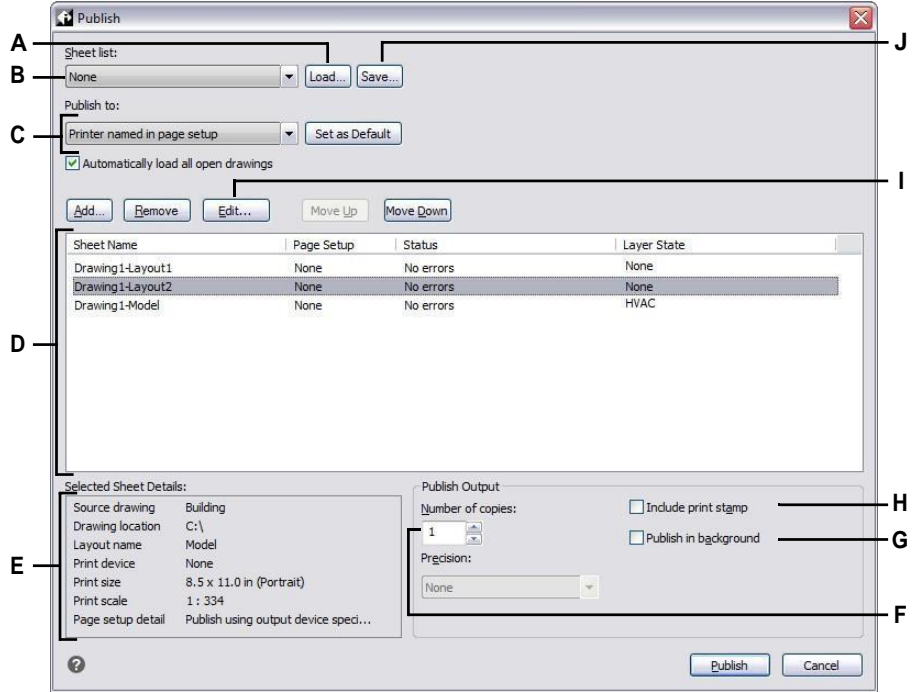 Publish
A
Sheet list:
J
B
None
Load...
Save...
Publish to:
C
Printer named in page setup
Set as Default
Automatically load all open drawings
I
Add...
Remove
Edit...
Move Up
Move Down
Sheet Name Page Setup Status Layer State
Drawing1-Layout1 None No errors None
Drawing1-Layout2 None No errors None
Drawing1-Model None No errors HVAC
D
Selected Sheet Details:
Source drawing Building
Drawing location C:\
Layout name Model
Print device None
Print size 8.5 x 11.0 in (Portrait)
Print scale 1 : 334
Page setup detail Publish using output device speci...
E
Publish Output
Number of copies:
1
Precision:
None
Include print stamp
H
Publish in background
G
F
?
Publish
Cancel